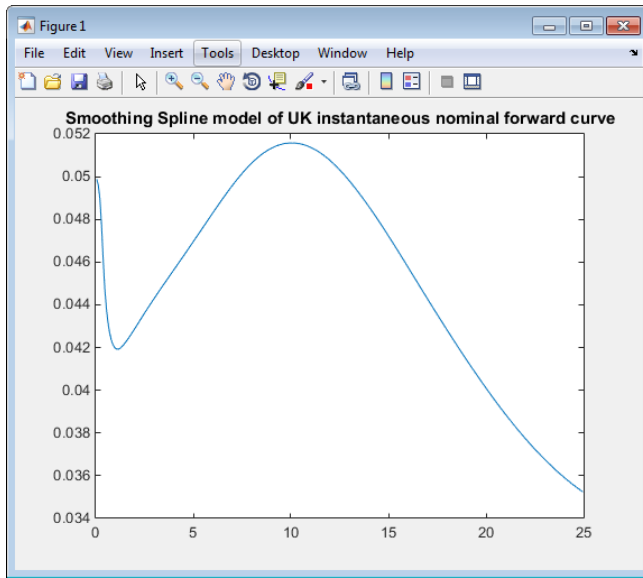 Figure 1
File Edit View Insert Tools Desktop Window Help
Smoothing Spline model of UK instantaneous nominal forward curve
0.052
0.05
0.048
0.046
0.044
0.042
0.04
0.038
0.036
0.034
0 5 10 15 20 25